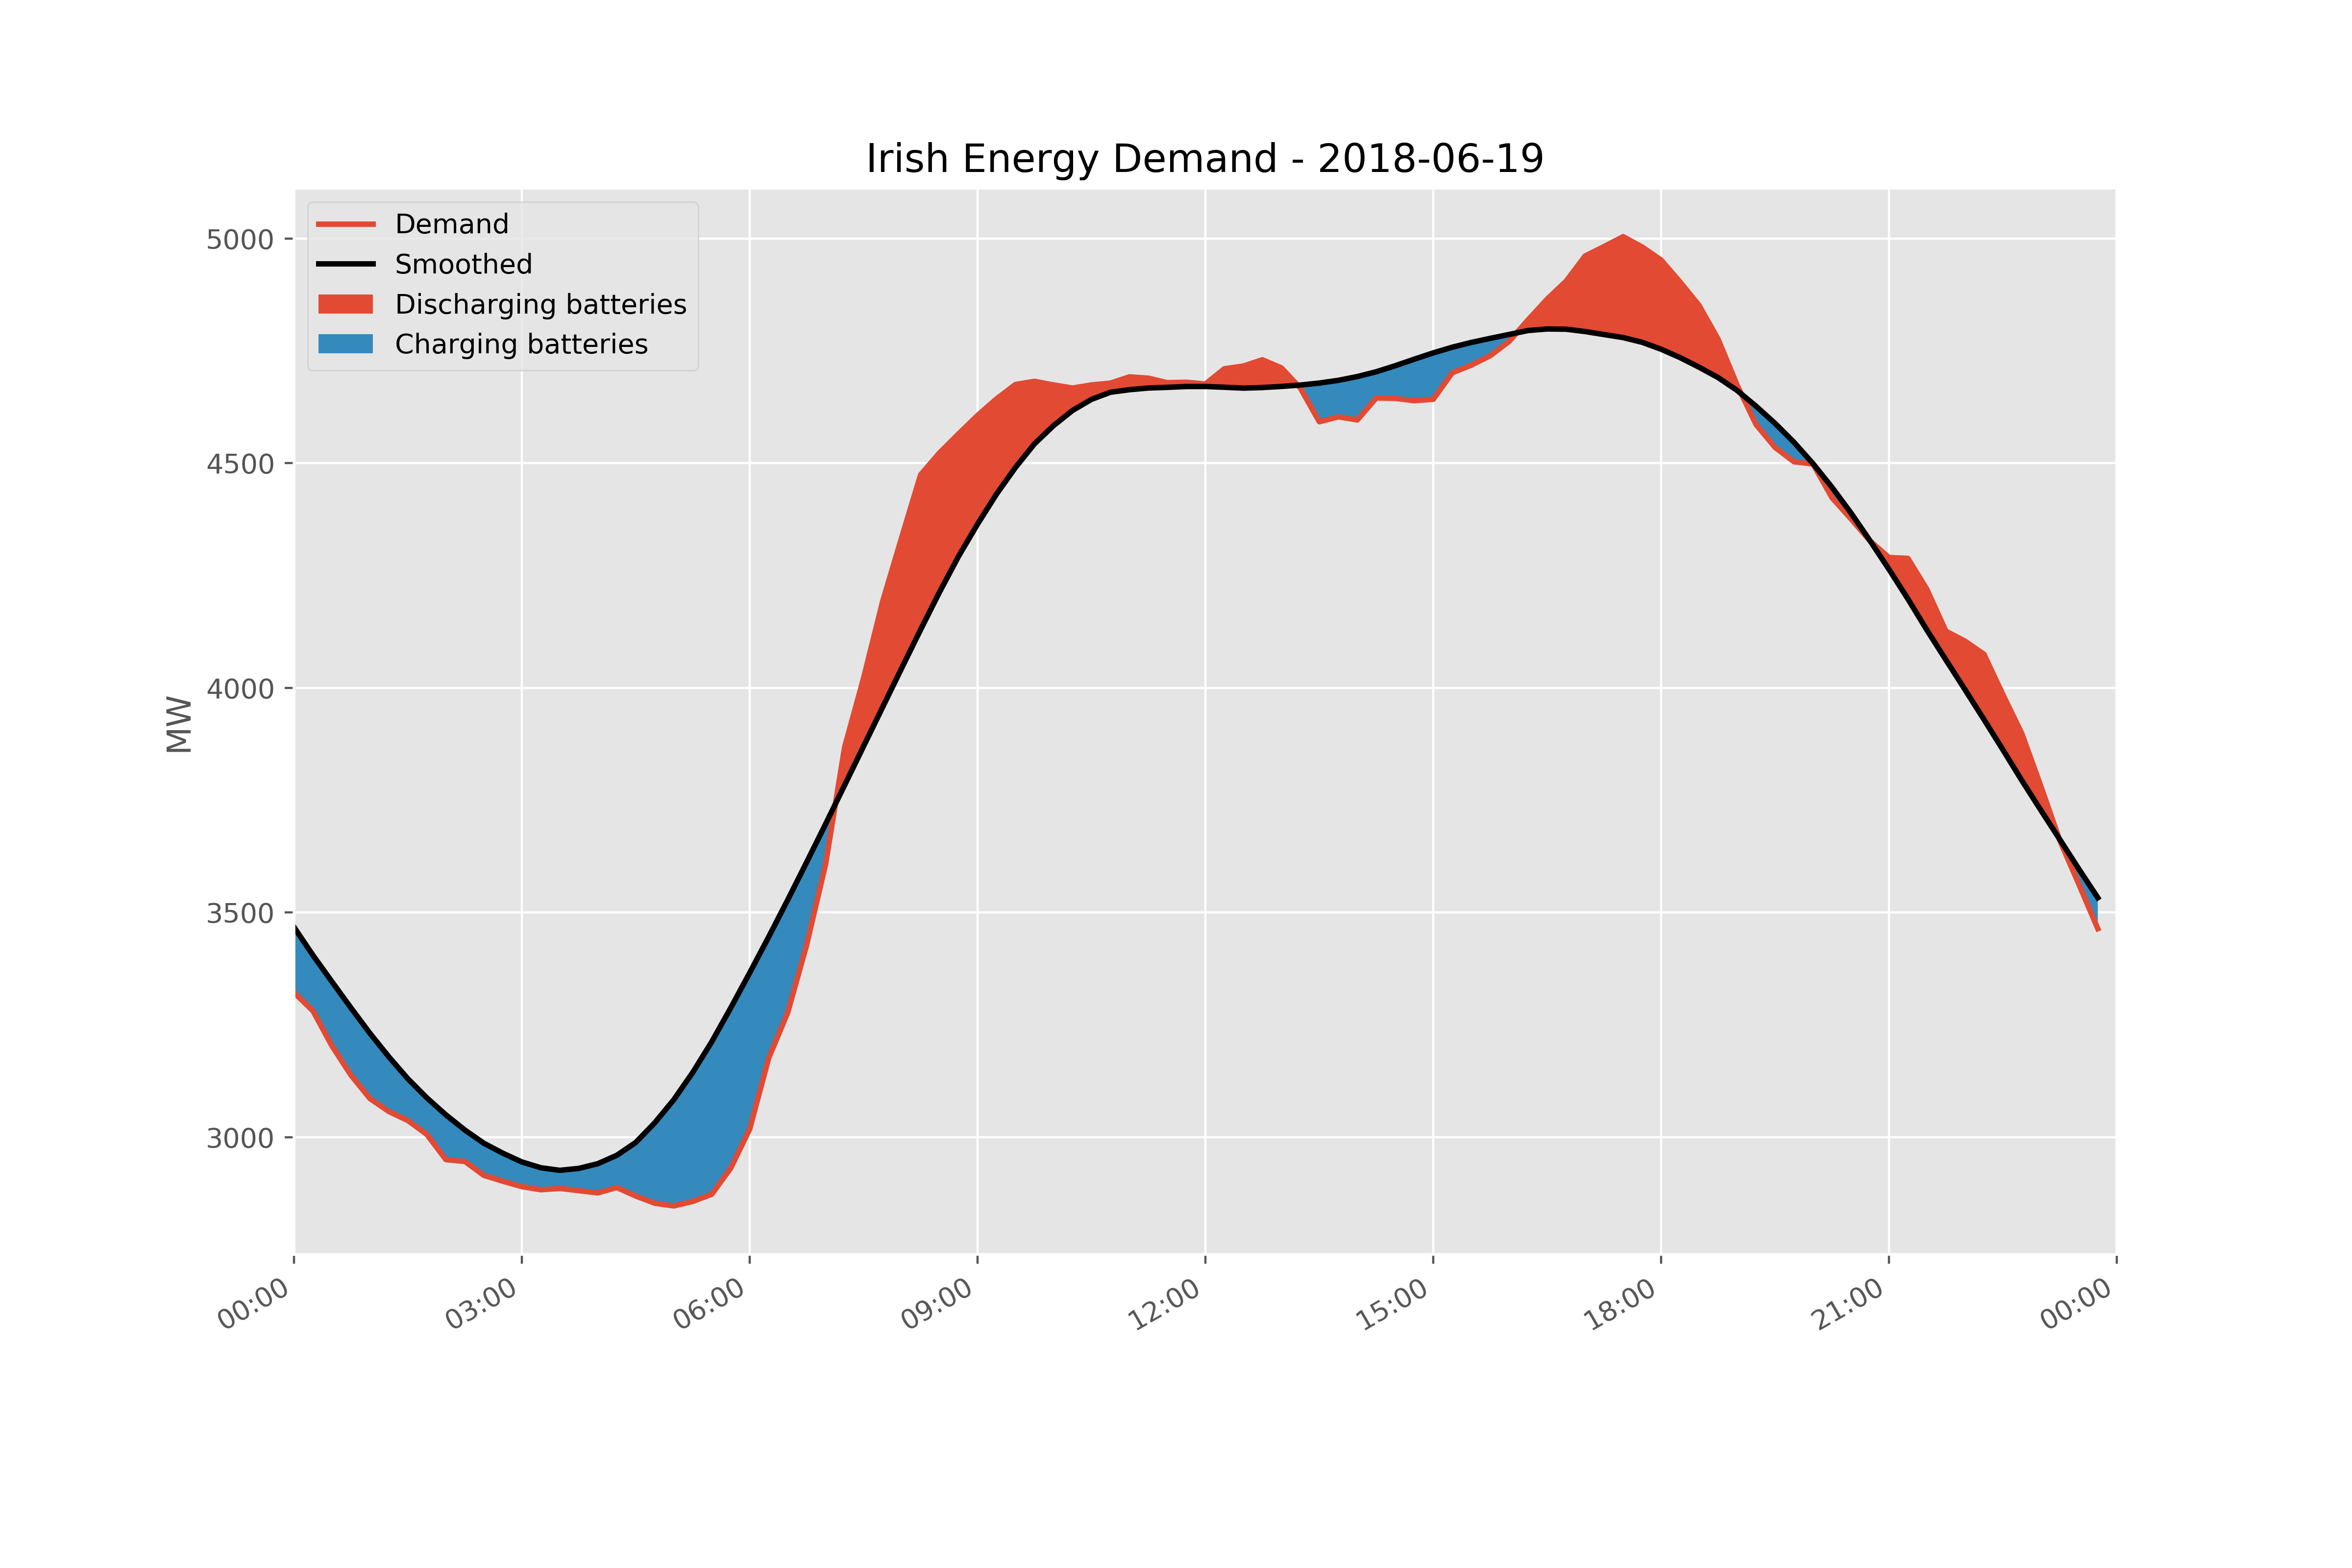 Irish Energy Demand - 2018-06-19
Demand
Smoothed
Discharging batteries
Charging batteries
MW
5000
4500
4000
3500
3000
00:00
03:00
06:00
09:00
12:00
15:00
18:00
21:00
00:00